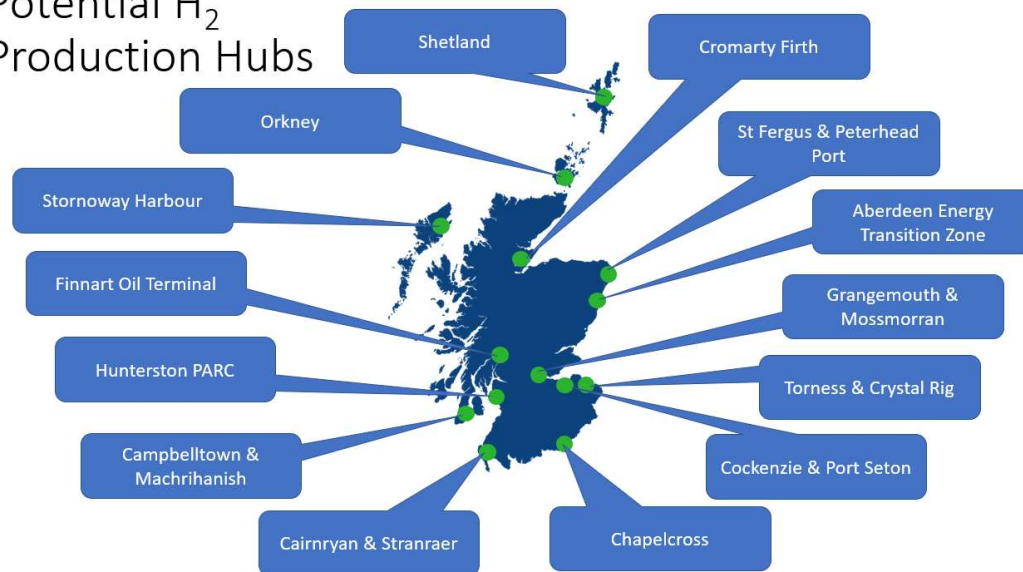 Potential H₂
Production Hubs
Shetland
Cromarty Firth
Orkney
St Fergus & Peterhead
Port
Stornoway Harbour
Aberdeen Energy
Transition Zone
Finnart Oil Terminal
Grangemouth &
Mossmorran
Hunterston PARC
Torness & Crystal Rig
Campbelltown &
Machrihanish
Cockenzie & Port Seton
Cairnryan & Stranraer
Chapelcross